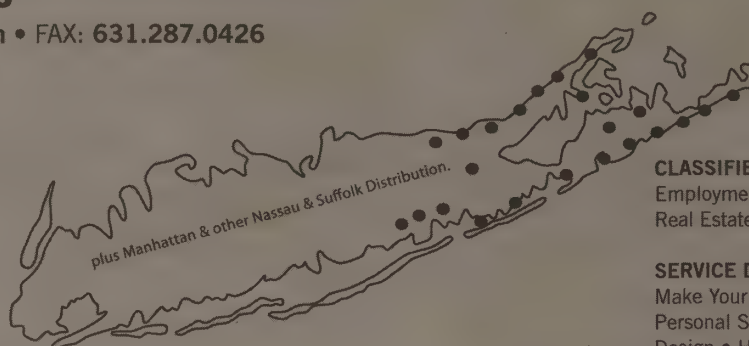 • FAX: 631.287.0426
plus Manhattan & other Nassau & Suffolk Distribution.
CLASSIFIE
Employme
Real Estate
SERVICE D
Make Your
Personal S